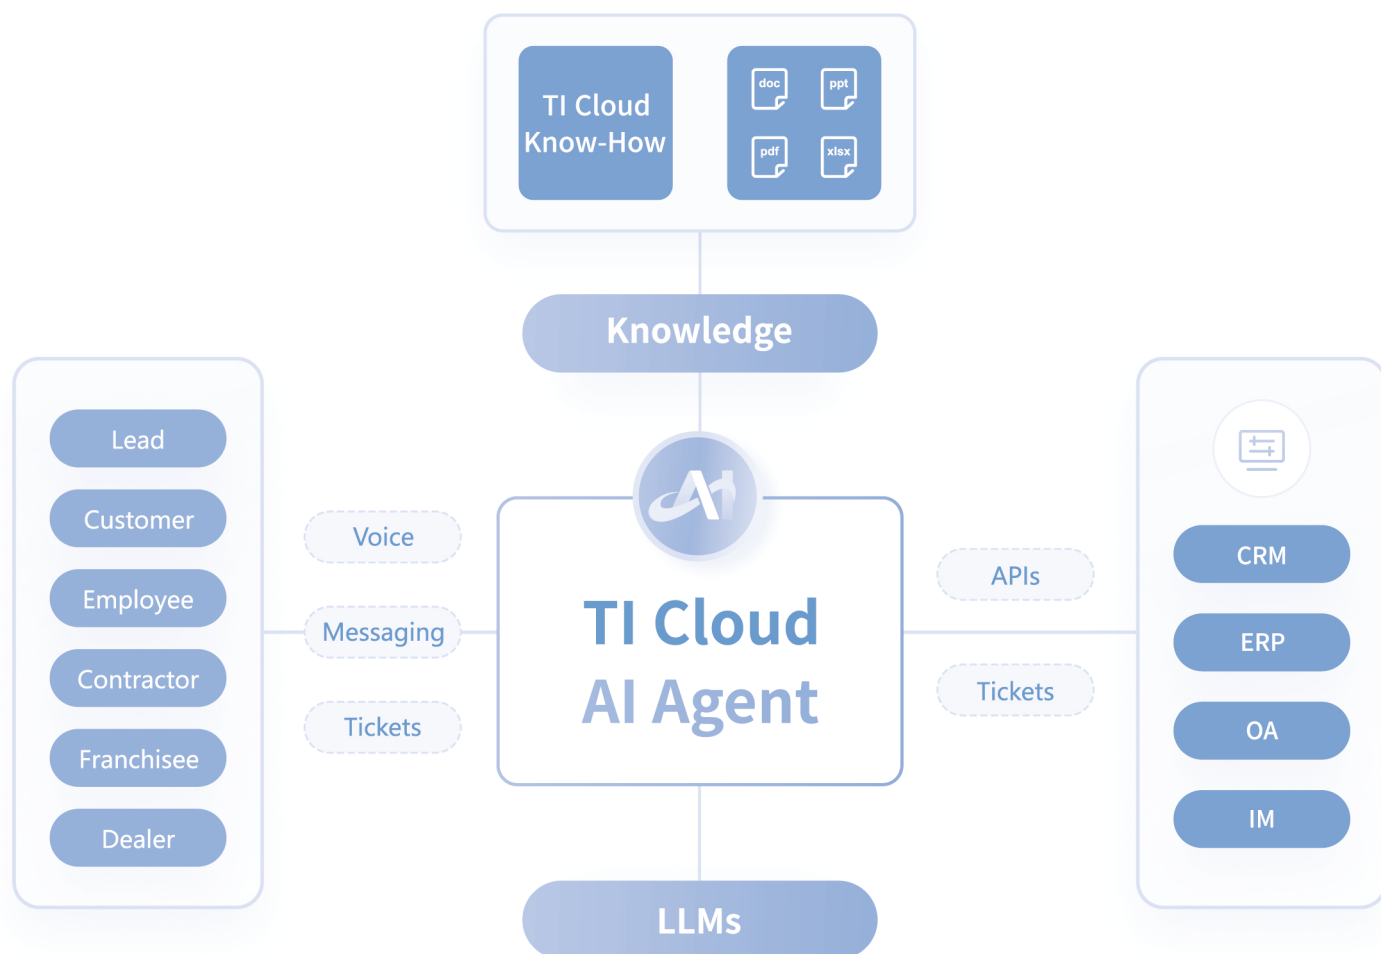 TI Cloud
Know-How
doc
ppt
pdf
xlsx
Knowledge
Lead
Customer
Employee
Contractor
Franchisee
Dealer
Voice
Messaging
Tickets
AI
TI Cloud
AI Agent
APIs
Tickets
CRM
ERP
OA
IM
LLMs